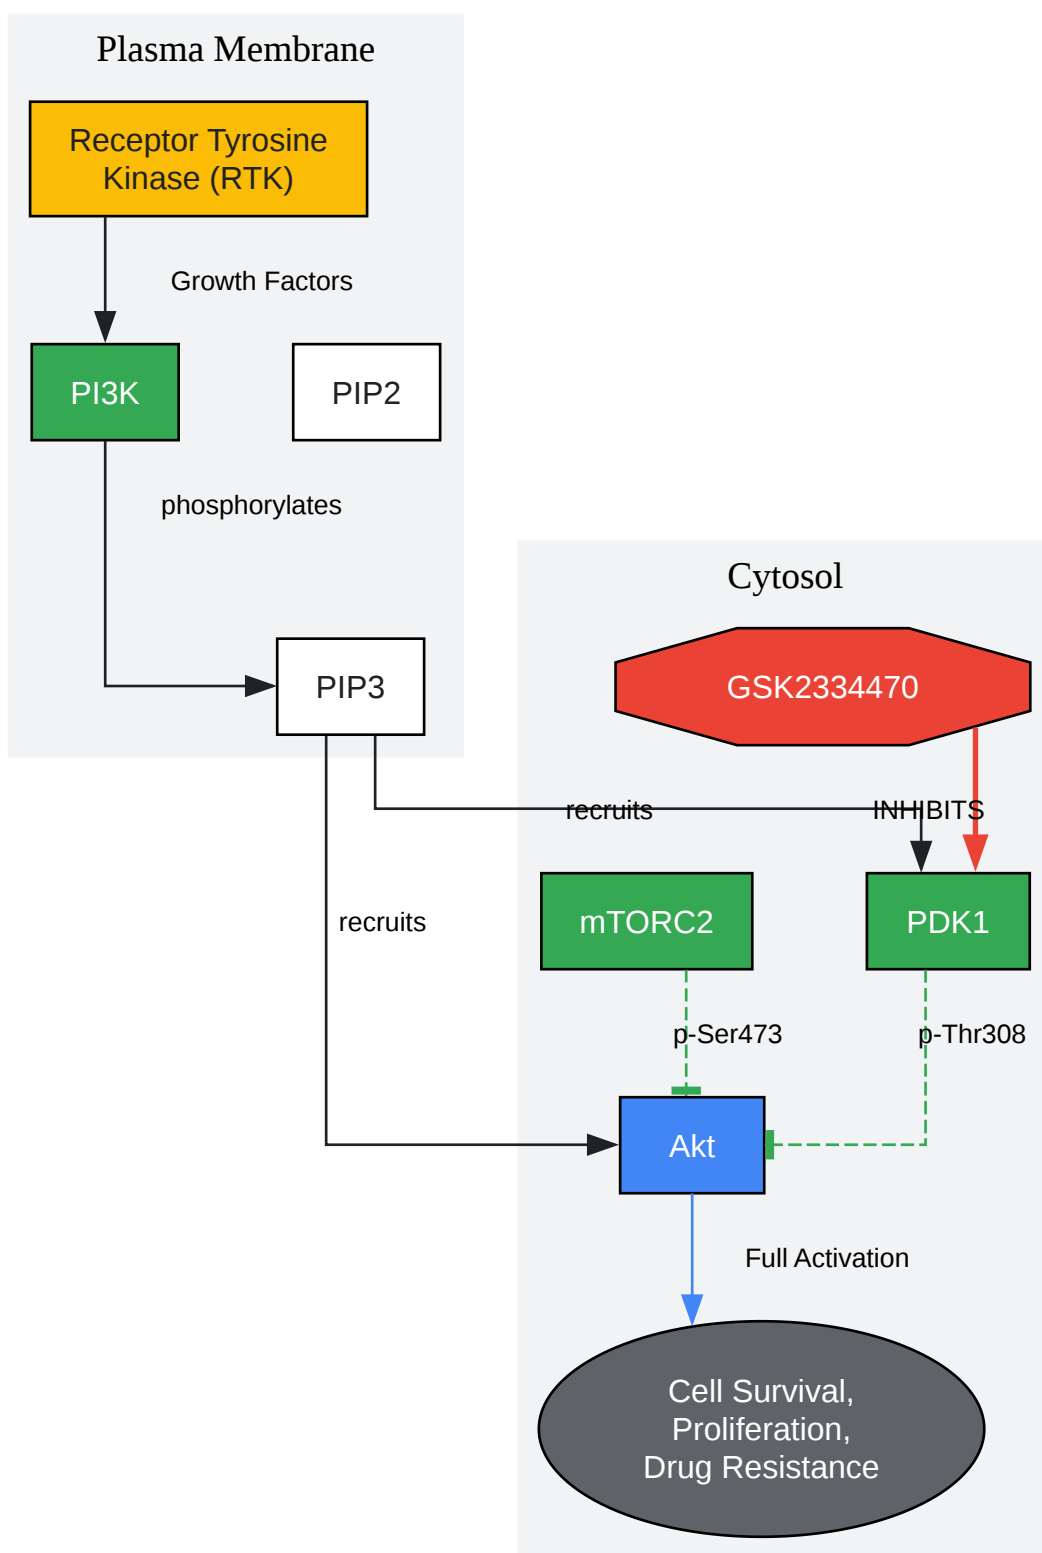 Plasma Membrane
Receptor Tyrosine
Kinase (RTK)
Growth Factors
PI3K
PIP2
phosphorylates
PIP3
Cytosol
GSK2334470
recruits
INHIBITS
recruits
mTORC2
PDK1
p-Ser473
p-Thr308
Akt
Full Activation
Cell Survival,
Proliferation,
Drug Resistance